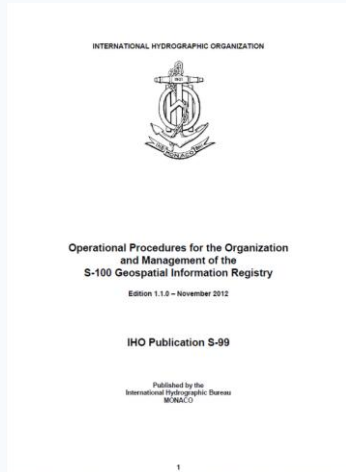 INTERNATIONAL HYDROGRAPHIC ORGANIZATION
Operational Procedures for the Organization
and Management of the
S-100 Geospatial Information Registry
Edition 1.1.0 – November 2012
IHO Publication S-99
Published by the
International Hydrographic Bureau
MONACO
1